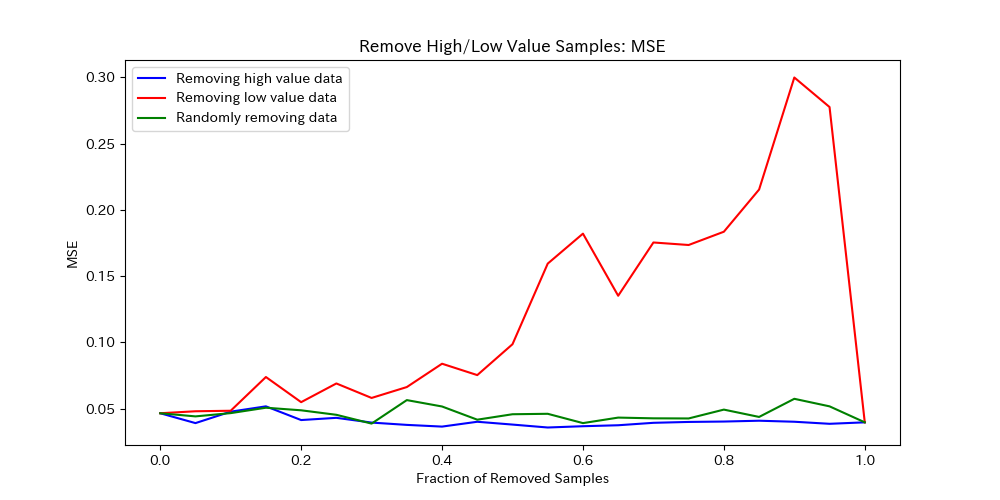 Remove High/Low Value Samples: MSE
Removing high value data
Removing low value data
Randomly removing data
MSE
0.30
0.25
0.20
0.15
0.10
0.05
0.0 0.2 0.4 0.6 0.8 1.0
Fraction of Removed Samples